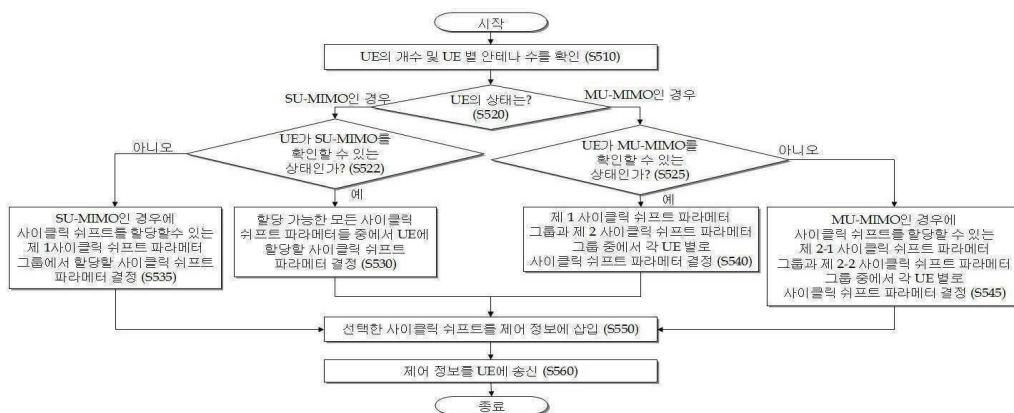 시작
UE의 개수 및 UE 별 안테나 수를 확인 (S510)
SU-MIMO인 경우
UE의 상태는?
(S520)
MU-MIMO인 경우
아니오
UE가 SU-MIMO를
확인할 수 있는
상태인가? (S522)
예
UE가 MU-MIMO를
확인할 수 있는
상태인가? (S525)
예
아니오
SU-MIMO인 경우에
사이클릭 쉬프트를 할당할수 있는
제 1사이클릭 쉬프트 파라메터
그룹에서 할당할 사이클릭 쉬프트
파라메터 결정 (S535)
할당 가능한 모든 사이클릭
쉬프트 파라메터들 중에서 UE에
할당할 사이클릭 쉬프트
파라메터 결정 (S530)
제 1 사이클릭 쉬프트 파라메터
그룹과 제 2 사이클릭 쉬프트 파라메터
그룹 중에서 각 UE 별로
사이클릭 쉬프트 파라메터 결정 (S540)
MU-MIMO인 경우에
사이클릭 쉬프트를 할당할수 있는
제 2-1 사이클릭 쉬프트 파라메터
그룹과 제 2-2 사이클릭 쉬프트 파라메터
그룹 중에서 각 UE 별로
사이클릭 쉬프트 파라메터 결정 (S545)
선택한 사이클릭 쉬프트를 제어 정보에 삽입 (S550)
제어 정보를 UE에 송신 (S560)
종료